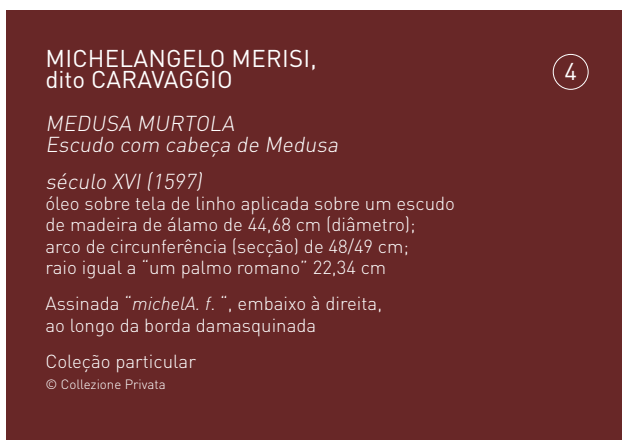 MICHELANGELO MERISI,
dito CARAVAGGIO
4
MEDUSA MURTOLA
Escudo com cabeça de Medusa
século XVI (1597)
óleo sobre tela de linho aplicada sobre um escudo
de madeira de álamo de 44,68 cm (diâmetro);
arco de circunferência (secção) de 48/49 cm;
raio igual a ¨um palmo romano¨ 22,34 cm
Assinada ¨michelA. f. ¨, embaixo à direita,
ao longo da borda damasquinada
Coleção particular
© Collezione Privata